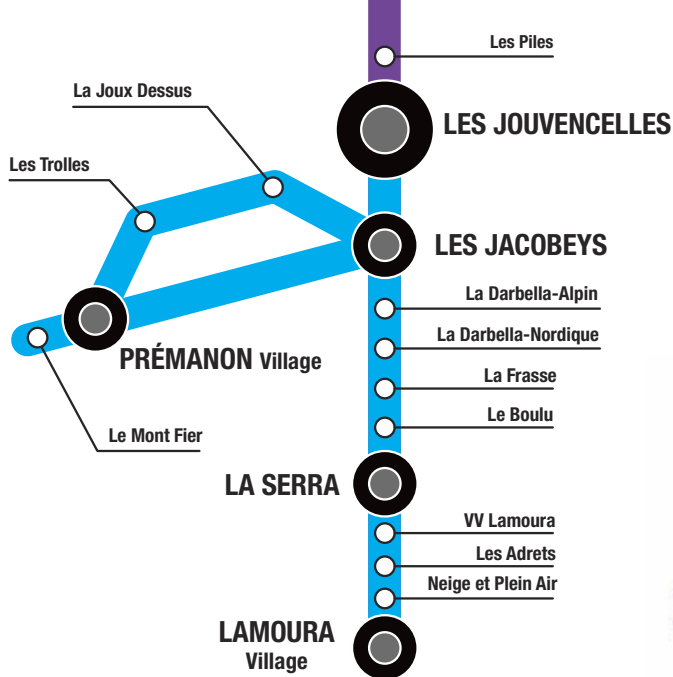 Les Piles
La Joux Dessus
LES JOUVENCELLES
Les Trolles
LES JACOBEYS
La Darbella-Alpin
La Darbella-Nordique
PRÉMANON Village
La Frasse
Le Boulu
Le Mont Fier
LA SERRA
VV Lamoura
Les Adrets
Neige et Plein Air
LAMOURA
Village